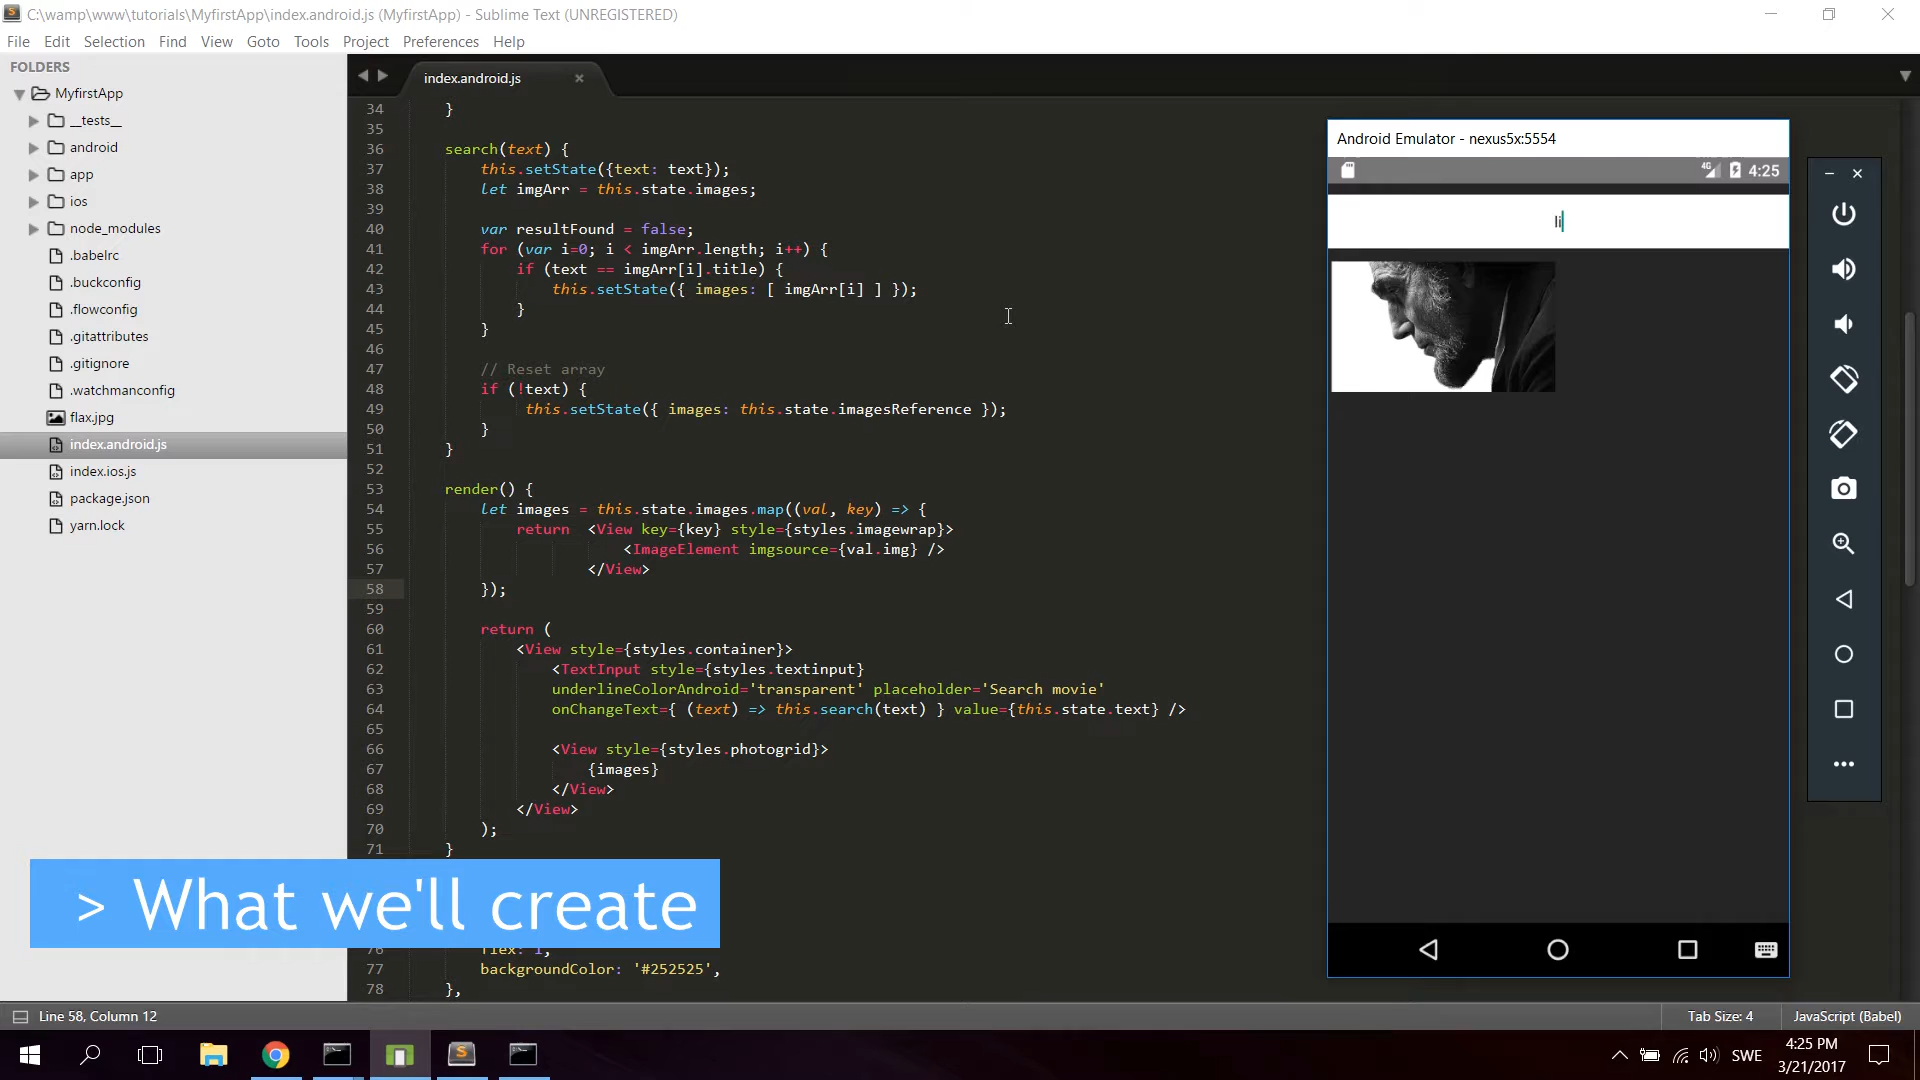 C:\wamp\www\tutorials\MyfirstApp\index.android.js (MyfirstApp) - Sublime Text (UNREGISTERED)
File Edit Selection Find View Goto Tools Project Preferences Help
FOLDERS
MyfirstApp
__tests__
android
app
ios
node_modules
.babelrc
.buckconfig
.flowconfig
.gitattributes
.gitignore
.watchmanconfig
flax.jpg
index.android.js
index.ios.js
package.json
yarn.lock
index.android.js
34 }
35
36 search(text) {
37 this.setState({text: text});
38 let imgArr = this.state.images;
39
40 var resultFound = false;
41 for (var i=0; i < imgArr.length; i++) {
42 if (text == imgArr[i].title) {
43 this.setState({ images: [ imgArr[i] ] });
44 }
45 }
46
47 // Reset array
48 if (!text) {
49 this.setState({ images: this.state.imagesReference });
50 }
51 }
52
53 render() {
54 let images = this.state.images.map((val, key) => {
55 return <View key={key} style={styles.imagewrap}>
56 <ImageElement imgsource={val.img} />
57 </View>
58 });
59
60 return (
61 <View style={styles.container}>
62 <TextInput style={styles.textinput}
63 underlineColorAndroid='transparent' placeholder='Search movie'
64 onChangeText={ (text) => this.search(text) } value={this.state.text} />
65
66 <View style={styles.photogrid}>
67 {images}
68 </View>
69 </View>
70 );
71 }
> What we'll create
76 flex: 1,
77 backgroundColor: '#252525',
78 },
Android Emulator - nexus5x:5554
4G 4:25
li
Line 58, Column 12
Tab Size: 4
JavaScript (Babel)
SWE
4:25 PM
3/21/2017